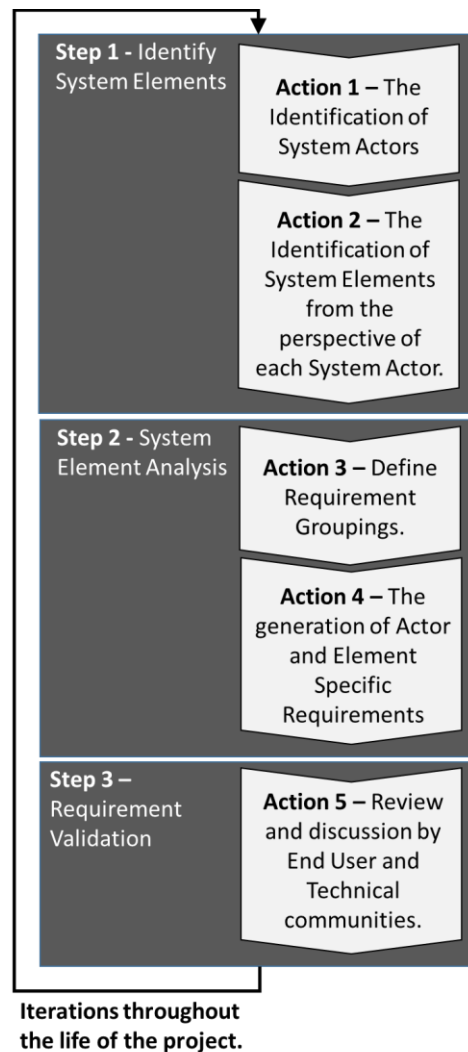 Step 1 - Identify
System Elements
Action 1 – The
Identification of
System Actors
Action 2 – The
Identification of
System Elements
from the
perspective of
each System Actor.
Step 2 - System
Element Analysis
Action 3 – Define
Requirement
Groupings.
Action 4 – The
generation of Actor
and Element
Specific
Requirements
Step 3 –
Requirement
Validation
Action 5 – Review
and discussion by
End User and
Technical
communities.
Iterations throughout
the life of the project.